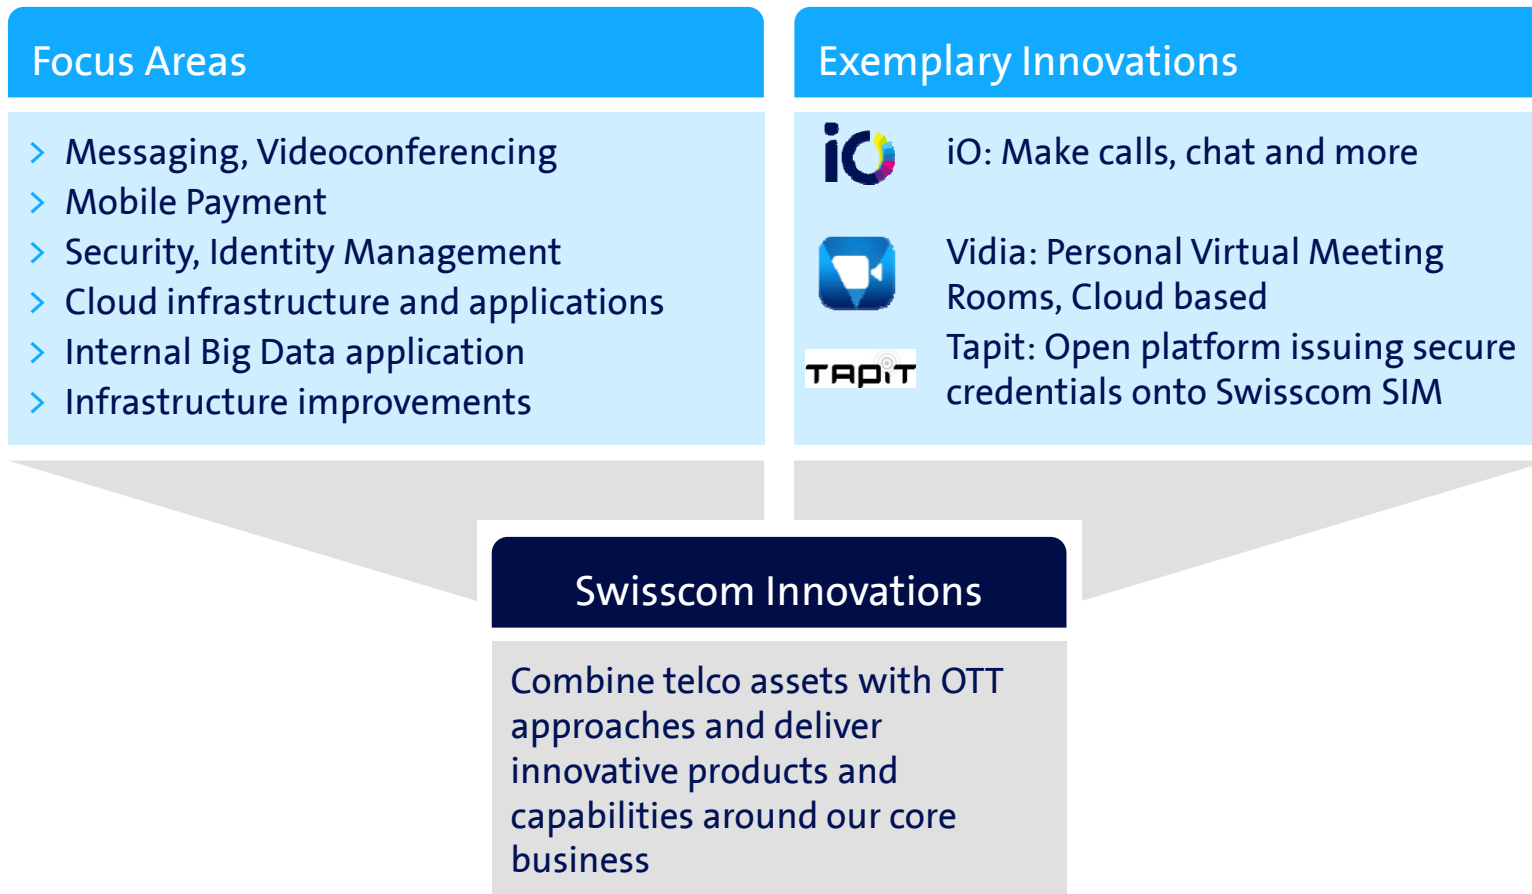 Focus Areas
> Messaging, Videoconferencing
> Mobile Payment
> Security, Identity Management
> Cloud infrastructure and applications
> Internal Big Data application
> Infrastructure improvements
Exemplary Innovations
iO
iO: Make calls, chat and more
Vidia: Personal Virtual Meeting
Rooms, Cloud based
TAPiT
Tapit: Open platform issuing secure
credentials onto Swisscom SIM
Swisscom Innovations
Combine telco assets with OTT
approaches and deliver
innovative products and
capabilities around our core
business